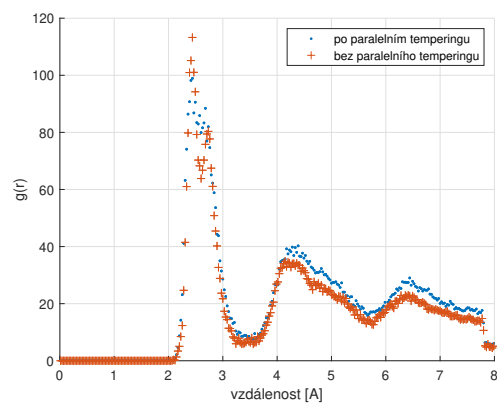 po paralelním temperingu
bez paralelního temperingu
120
100
80
60
40
20
0
g(r)
0 1 2 3 4 5 6 7 8
vzdálenost [A]